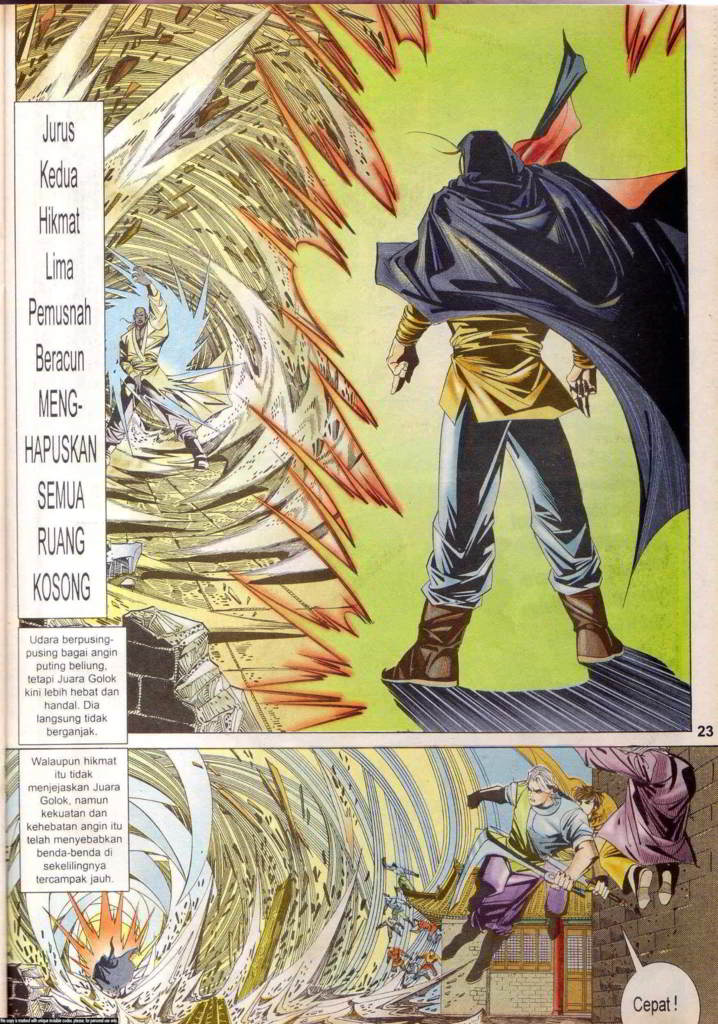 Jurus
Kedua
Hikmat
Lima
Pemusnah
Beracun
MENG-
HAPUSKAN
SEMUA
RUANG
KOSONG
Udara berpusing-
pusing bagai angin
puting beliung,
tetapi Juara Golok
kini lebih hebat dan
handal. Dia
langsung tidak
berganjak.
23
Walaupun hikmat
itu tidak
menjejaskan Juara
Golok, namun
kekuatan dan
kehebatan angin itu
telah menyebabkan
benda-benda di
sekelilingnya
tercampak jauh.
Cepat !